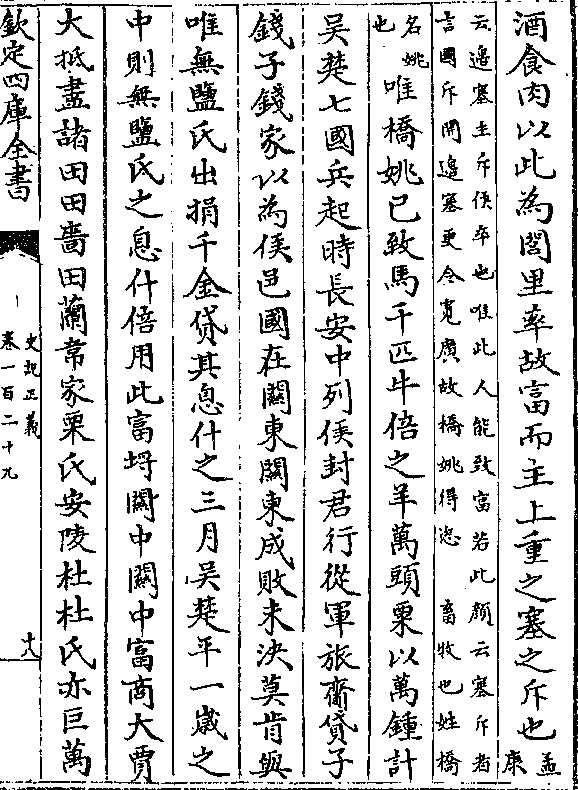 酒食肉以此為閭里率故富而主上重之塞之斥也孟康
云邊塞主斥候卒也唯此人能致富若此顏云塞斥者
言國斥開邊塞更令寬廣故橋姚得恣 畜牧也姓橋
名姚也 唯橋姚已致馬千匹牛倍之羊萬頭粟以萬鍾計
吳楚七國兵起時長安中列侯封君行從軍旅齎貸子
錢子錢家以為侯邑國在關東關東成敗未決莫肯與
唯無鹽氏出捐千金貸其息什之三月吳楚平一歲之
中則無鹽氏之息什倍用此富埒關中關中富商大賈
大抵盡諸田田嗇田蘭韋家栗氏安陵杜杜氏亦巨萬
欽定四庫全書
史記正義
卷一百二十九
十八